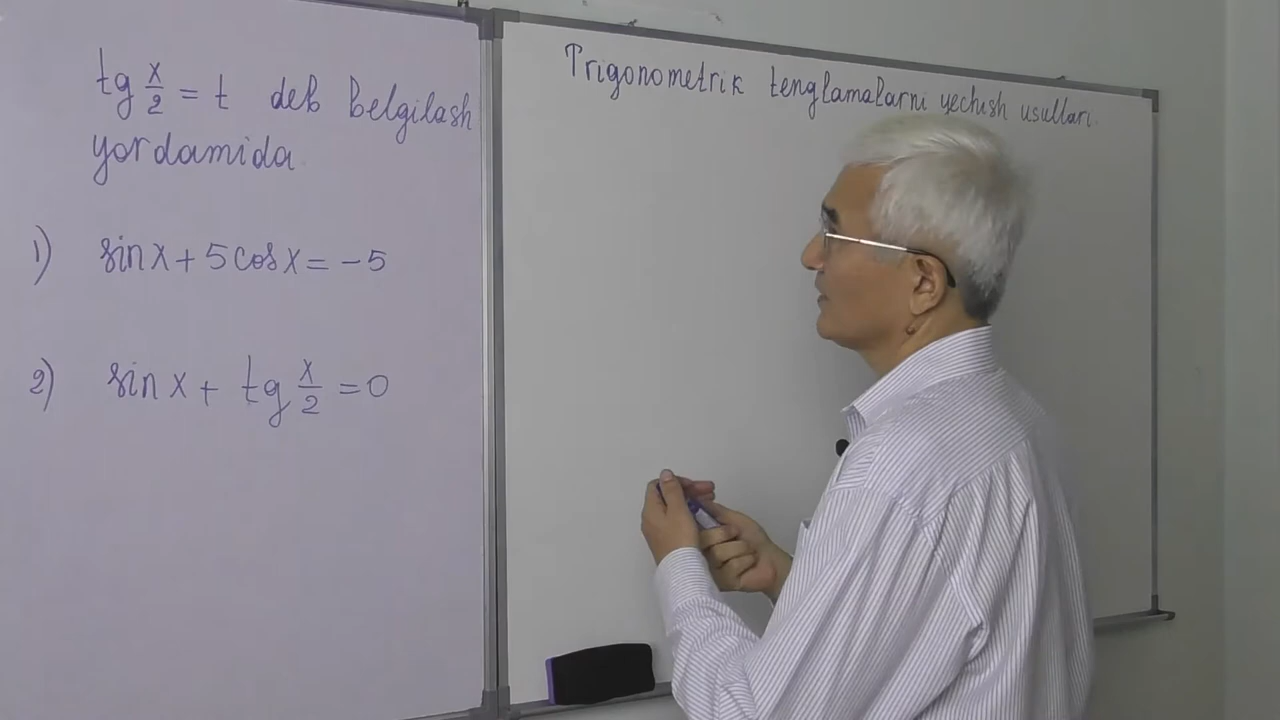 tg x/2 = t deb belgilash
yordamida
1) sin x + 5 cos x = -5
2) sin x + tg x/2 = 0
Trigonometrik tenglamalarni yechish usullari.